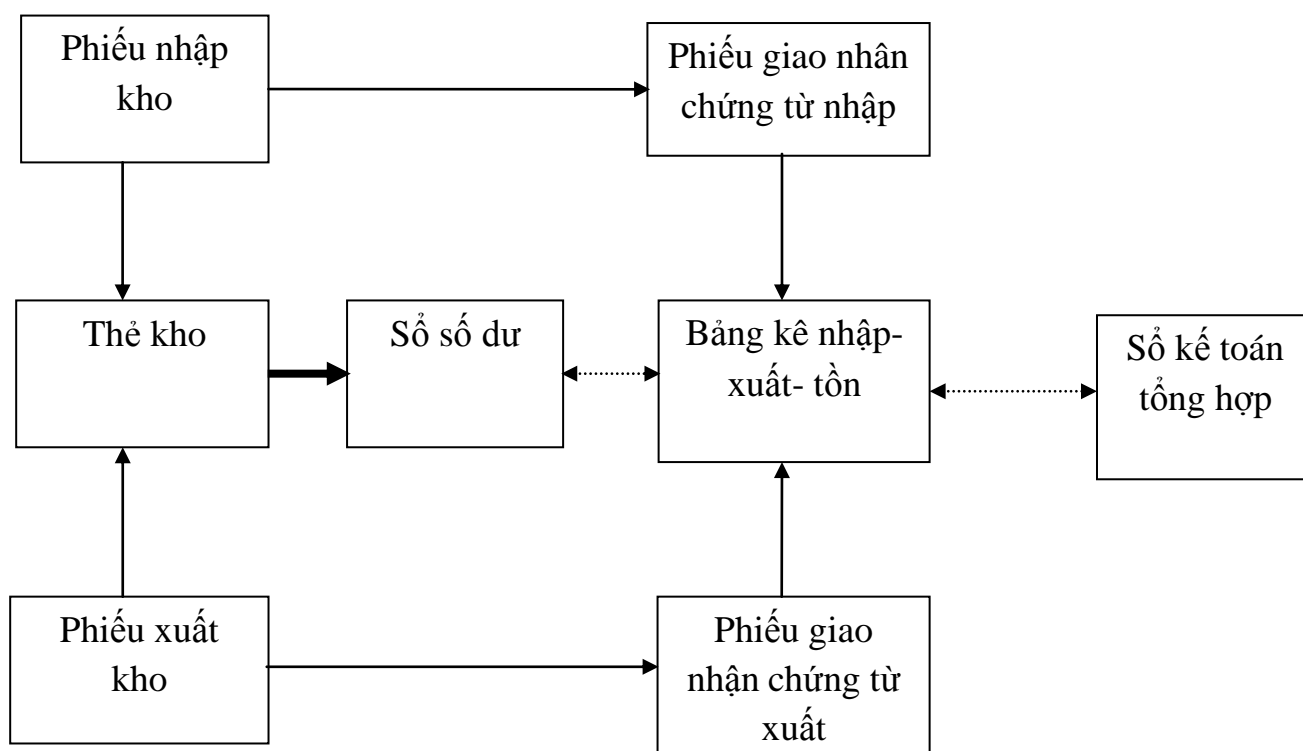 Phiếu nhập
kho
Phiếu giao nhân
chứng từ nhập
Thẻ kho
Sổ số dư
Bảng kê nhập-
xuất- tồn
Sổ kế toán
tổng hợp
Phiếu xuất
kho
Phiếu giao
nhận chứng từ
xuất